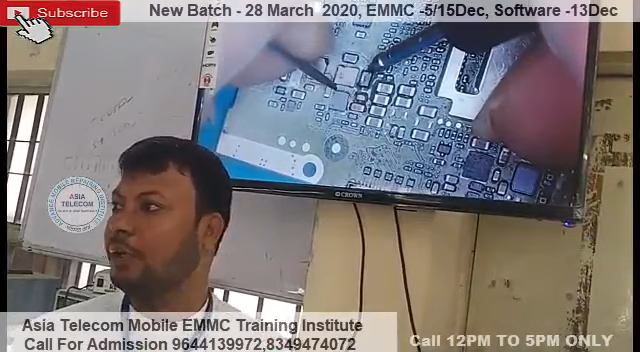 Subscribe
New Batch - 28 March 2020, EMMC -5/15Dec, Software -13Dec
ASIA
TELECOM
CROWN
Asia Telecom Mobile EMMC Training Institute
Call For Admission 9644139972,8349474072
Call 12PM TO 5PM ONLY